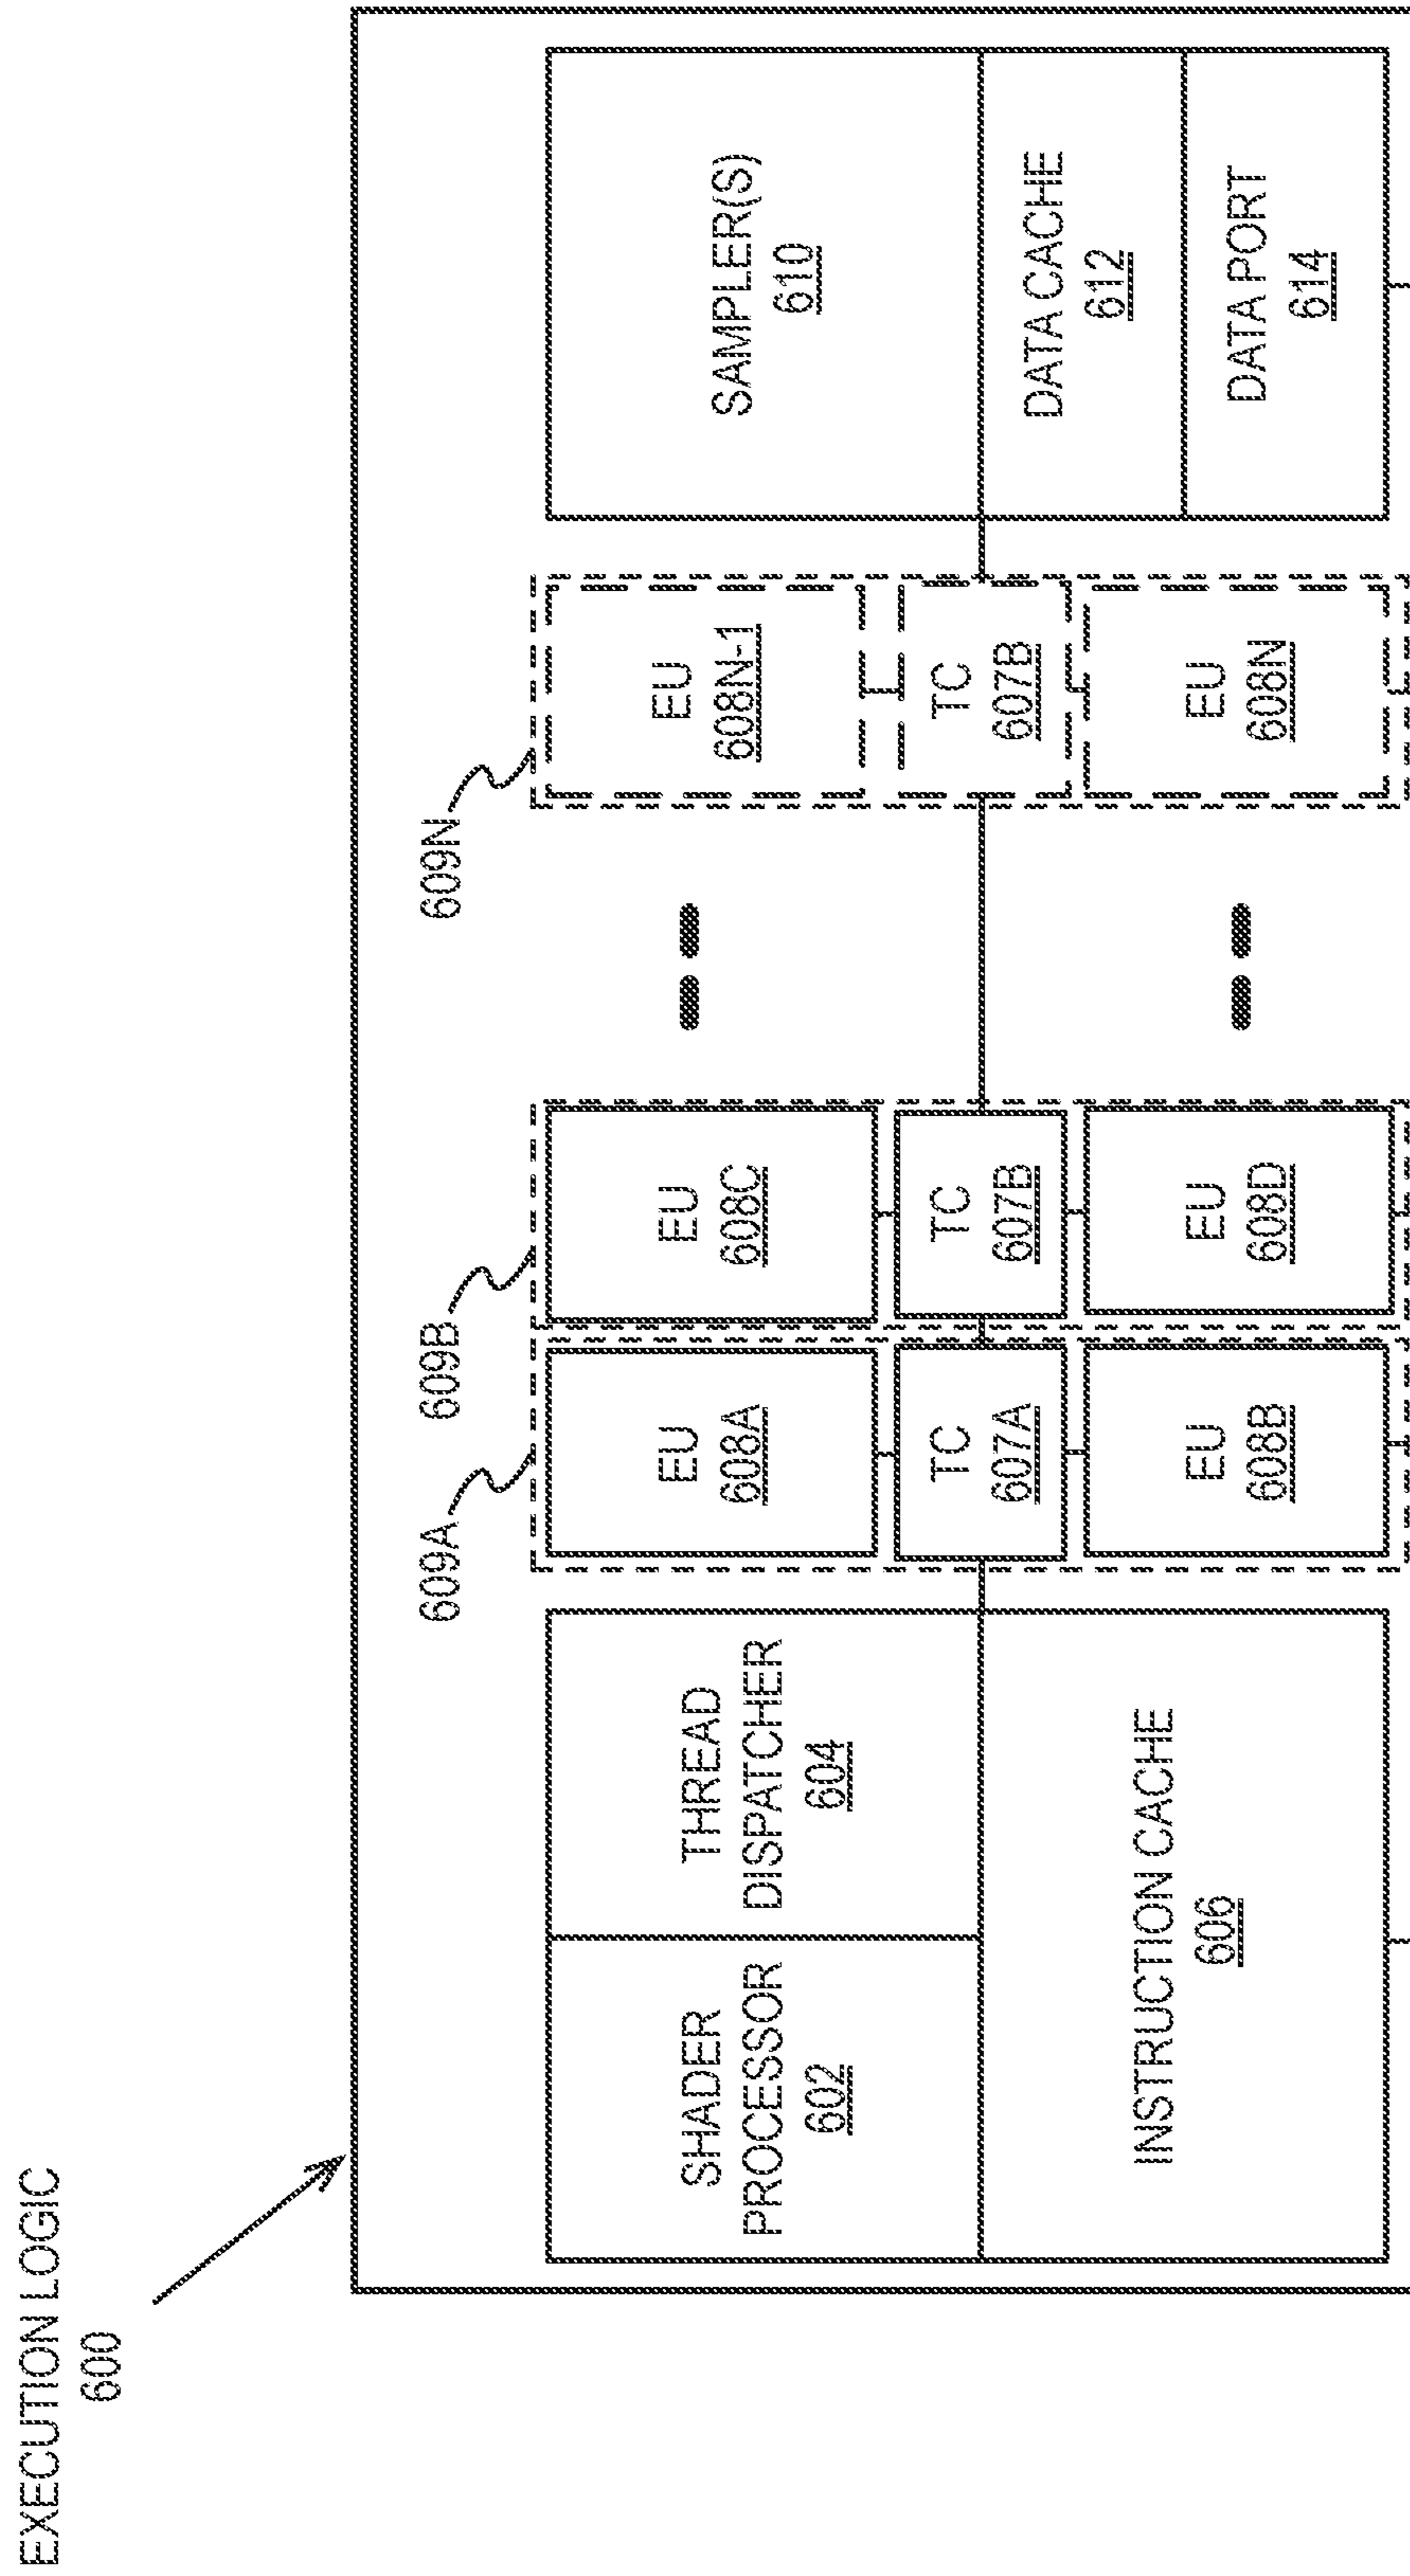 EXECUTION LOGIC
600
609A
609B
609N
SHADER
PROCESSOR
602
THREAD
DISPATCHER
604
INSTRUCTION CACHE
606
EU
608A
TC
607A
EU
608B
EU
608C
TC
607B
EU
608D
EU
608N-1
TC
607B
EU
608N
SAMPLER(S)
610
DATA CACHE
612
DATA PORT
614